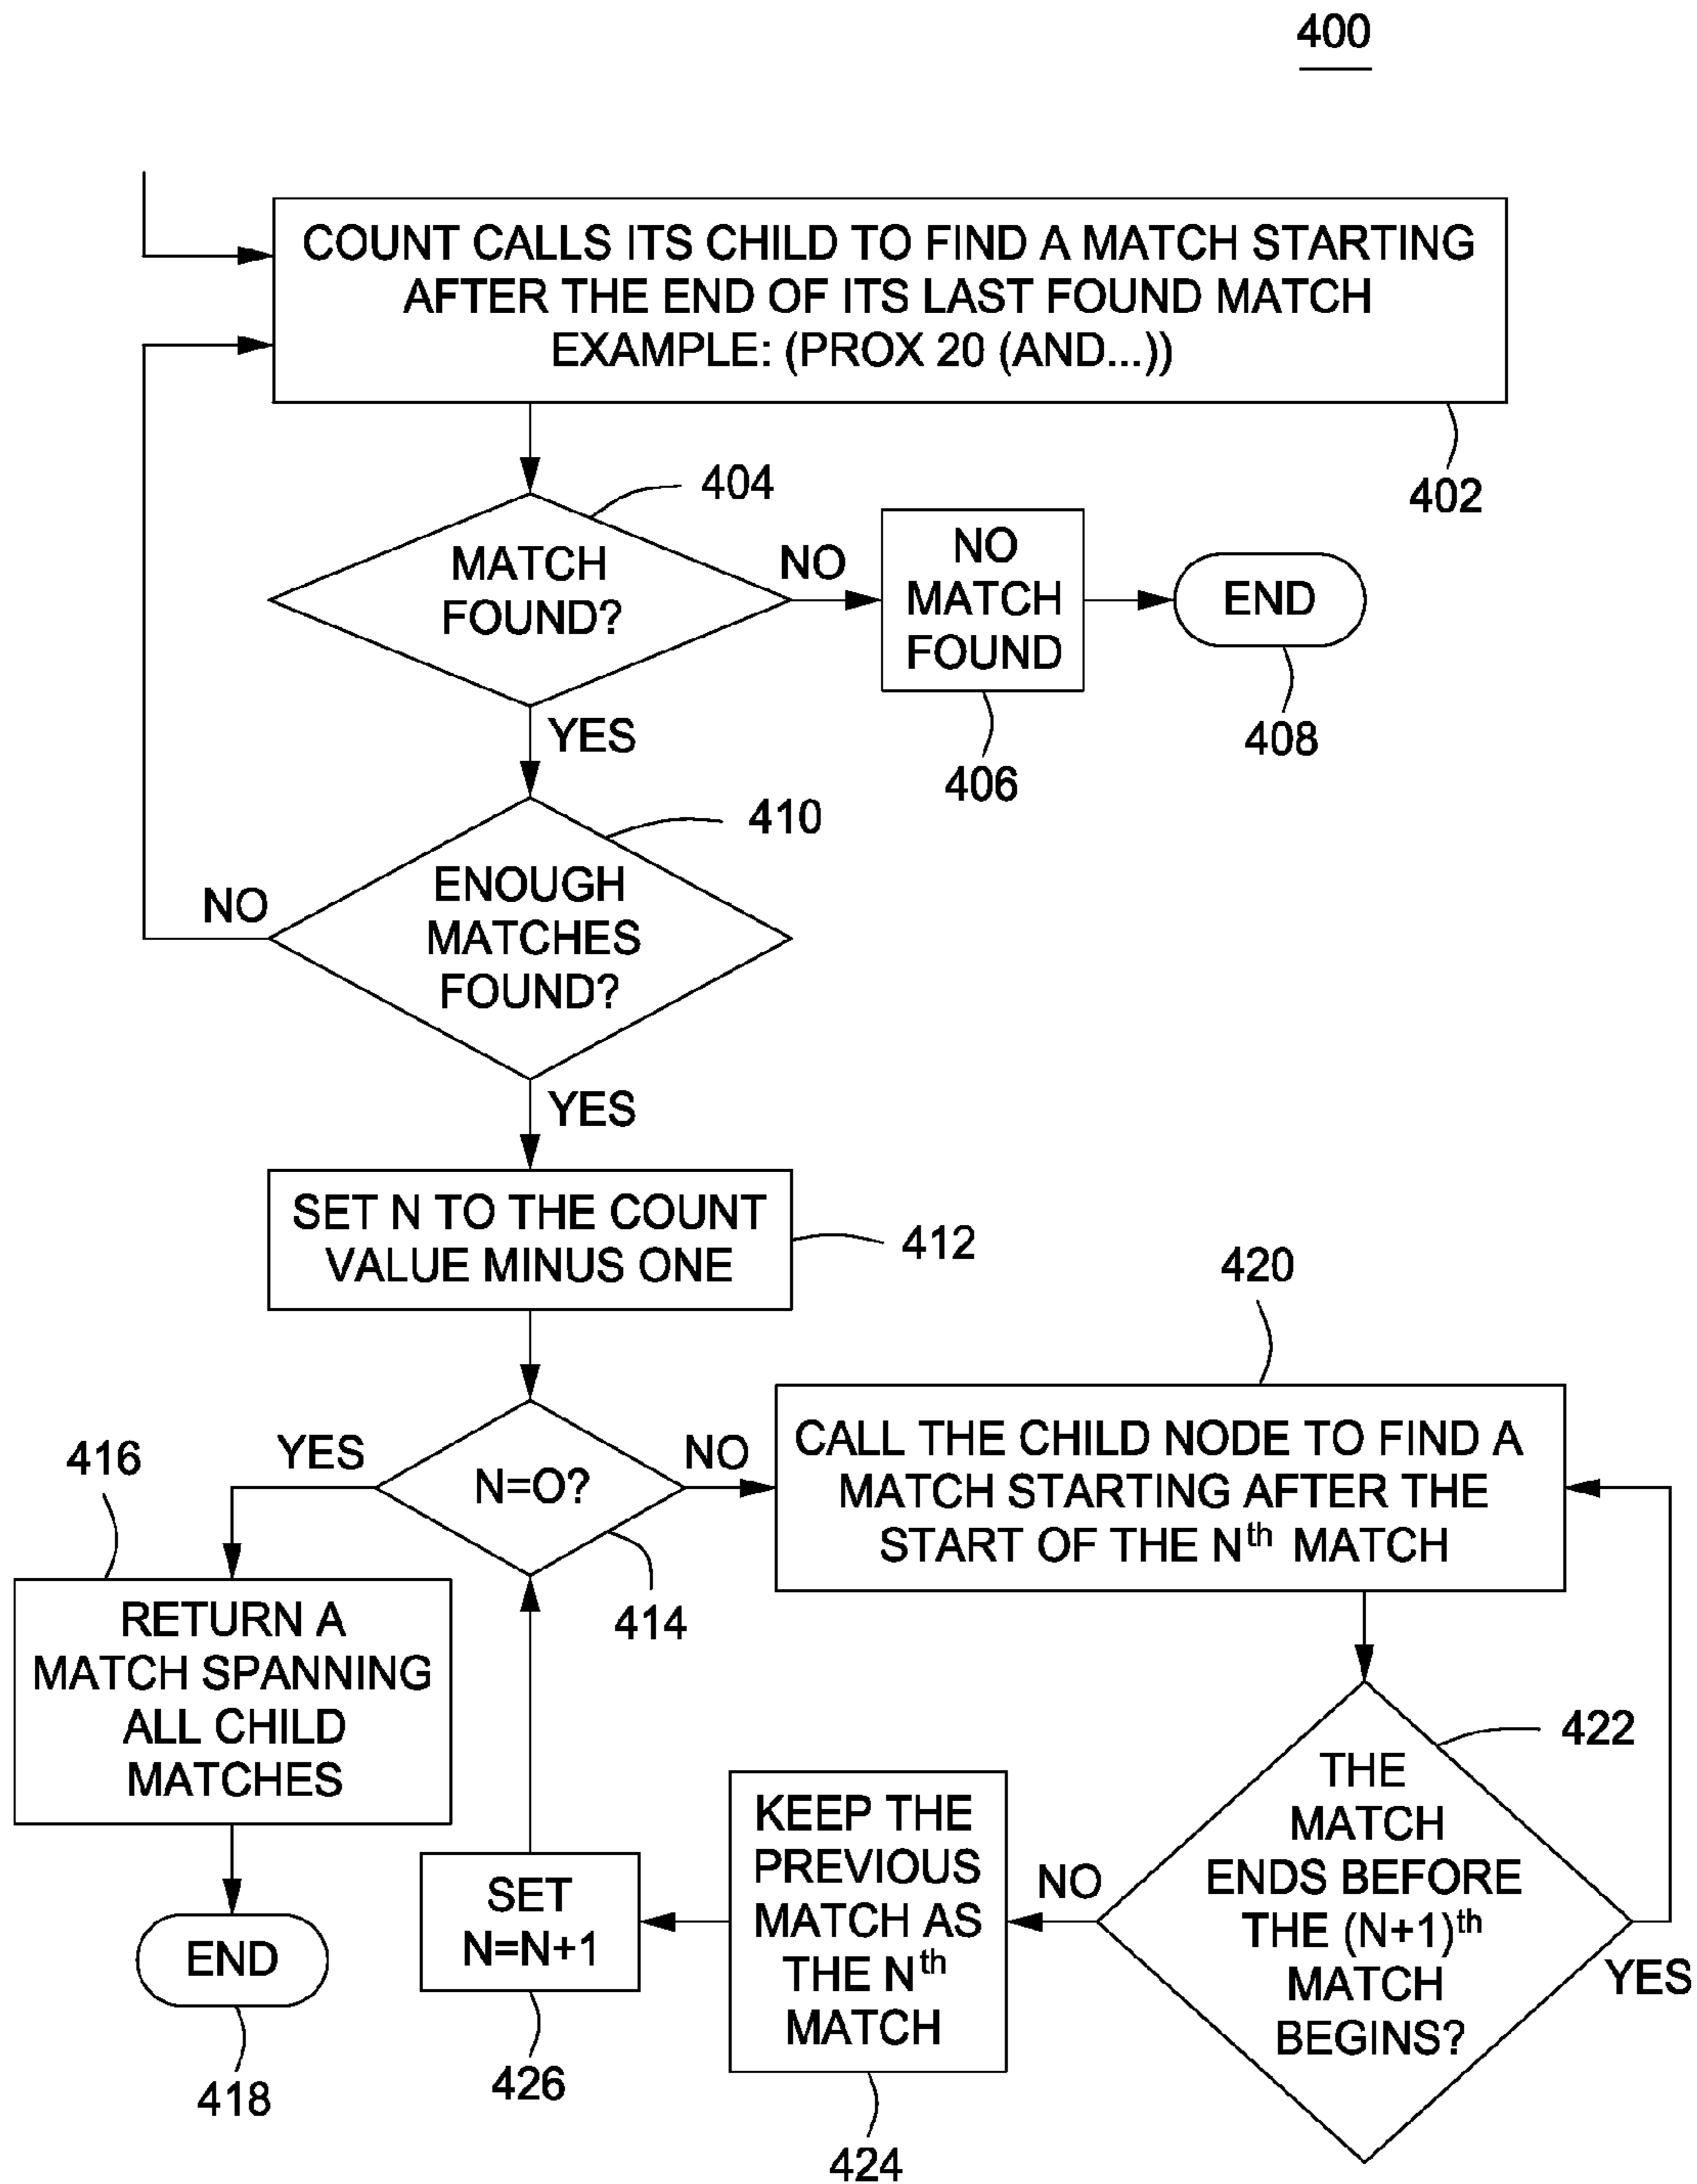 400
COUNT CALLS ITS CHILD TO FIND A MATCH STARTING
AFTER THE END OF ITS LAST FOUND MATCH
EXAMPLE: (PROX 20 (AND...))
402
404
MATCH
FOUND?
NO
NO
MATCH
FOUND
406
END
408
YES
410
ENOUGH
MATCHES
FOUND?
NO
YES
SET N TO THE COUNT
VALUE MINUS ONE
412
N=O?
414
YES
NO
416
RETURN A
MATCH SPANNING
ALL CHILD
MATCHES
END
418
420
CALL THE CHILD NODE TO FIND A
MATCH STARTING AFTER THE
START OF THE Nth MATCH
422
THE
MATCH
ENDS BEFORE
THE (N+1)th
MATCH
BEGINS?
YES
NO
KEEP THE
PREVIOUS
MATCH AS
THE Nth
MATCH
424
SET
N=N+1
426